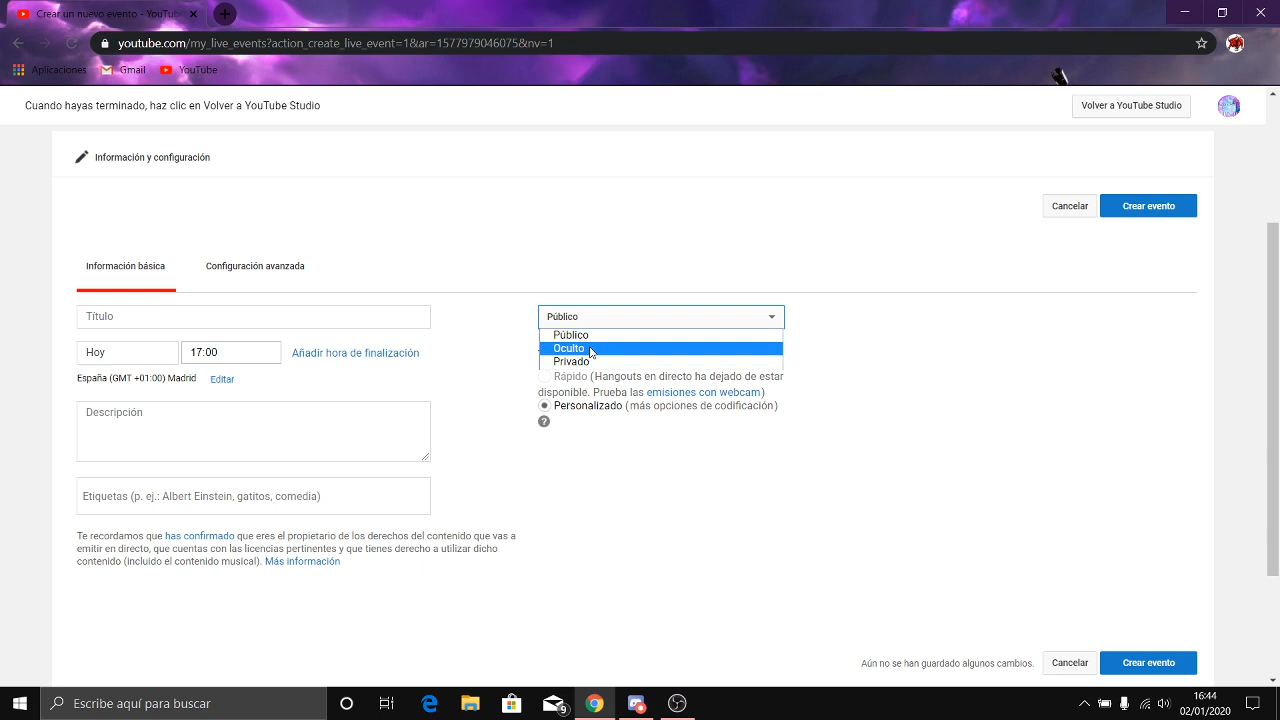 Crear un nuevo evento - YouTub
youtube.com/my_live_events?action_create_live_event=1&ar=1577979046075&nv=1
Aplicaciones Gmail YouTube
Cuando hayas terminado, haz clic en Volver a YouTube Studio
Volver a YouTube Studio
Información y configuración
Cancelar Crear evento
Información básica Configuración avanzada
Título
Público
Público
Oculto
Privado
Hoy 17:00 Añadir hora de finalización
España (GMT +01:00) Madrid Editar
Rápido (Hangouts en directo ha dejado de estar
disponible. Prueba las emisiones con webcam)
Personalizado (más opciones de codificación)
?
Descripción
Etiquetas (p. ej.: Albert Einstein, gatitos, comedia)
Te recordamos que has confirmado que eres el propietario de los derechos del contenido que vas a
emitir en directo, que cuentas con las licencias pertinentes y que tienes derecho a utilizar dicho
contenido (incluido el contenido musical). Más información
Aún no se han guardado algunos cambios. Cancelar Crear evento
Escribe aquí para buscar
9
16:44
02/01/2020